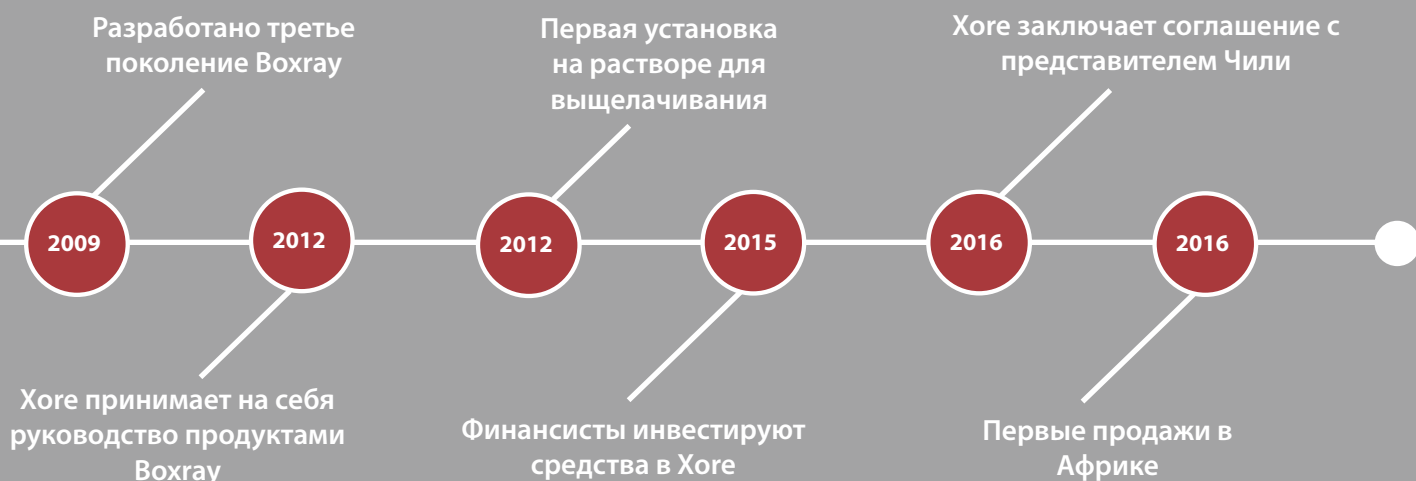 Разработано третье
поколение Boxray
Первая установка
на растворе для
выщелачивания
Xore заключает соглашение с
представителем Чили
2009
2012
2012
2015
2016
2016
Xore принимает на себя
руководство продуктами
Boxray
Финансисты инвестируют
средства в Xore
Первые продажи в
Африке